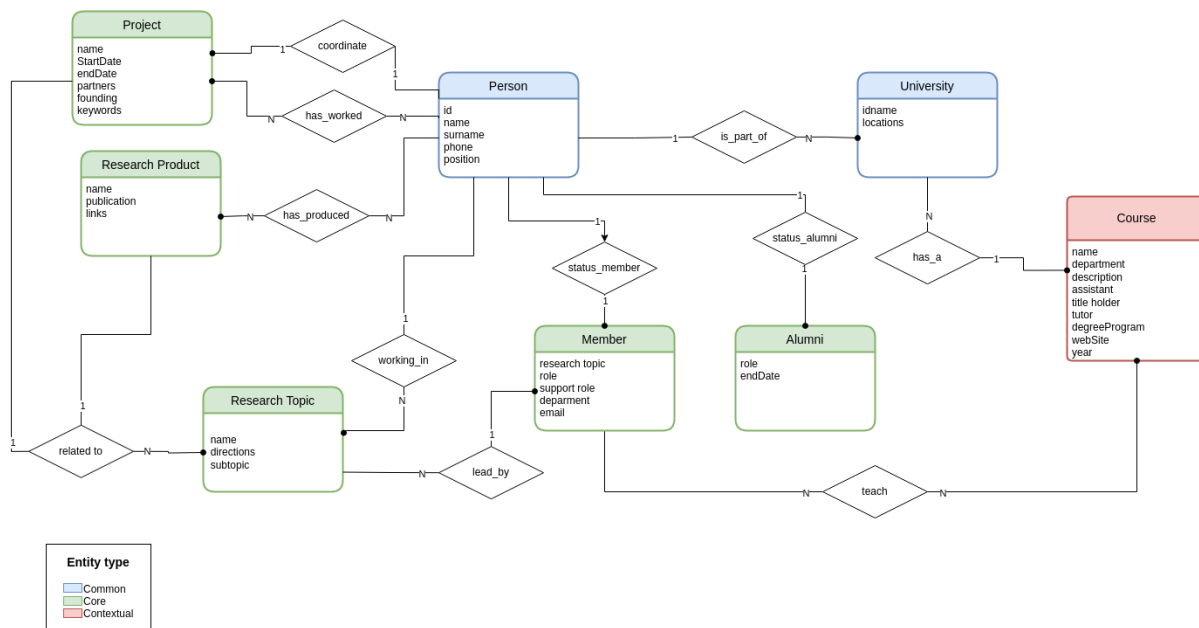 Project
name
StartDate
endDate
partners
founding
keywords
coordinate
1
1
has_worked
N
N
Person
id
name
surname
phone
position
University
idname
locations
is_part_of
1
N
Research Product
name
publication
links
has_produced
N
N
status_alumni
1
1
status_member
1
1
has_a
N
1
Course
name
department
description
assistant
title holder
tutor
degreeProgram
webSite
year
Member
research topic
role
support role
deparment
email
Alumni
role
endDate
working_in
1
N
Research Topic
name
directions
subtopic
related to
1
1
N
lead_by
N
1
teach
N
N
Entity type
Common
Core
Contextual